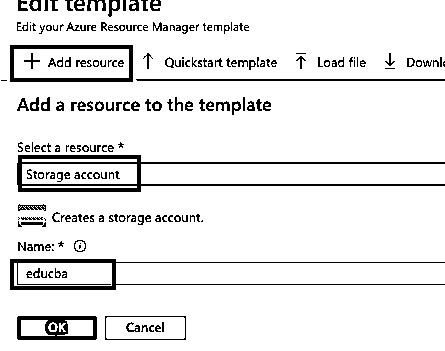 Edit template
Edit your Azure Resource Manager template
+ Add resource ↑ Quickstart template ↑ Load file ↓ Downl
Add a resource to the template
Select a resource *
Storage account
Creates a storage account.
Name: *
educba
OK Cancel